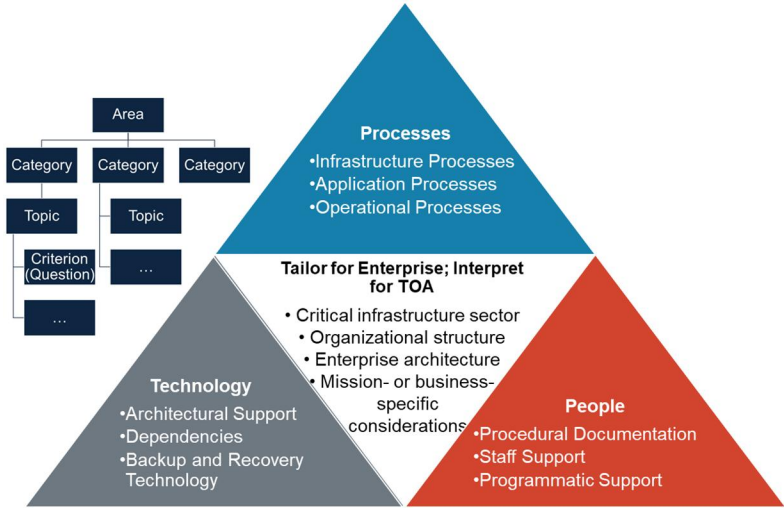 Area
Category
Category
Category
Topic
Topic
Criterion
(Question)
...
...
Processes
•Infrastructure Processes
•Application Processes
•Operational Processes
Tailor for Enterprise; Interpret
for TOA
• Critical infrastructure sector
• Organizational structure
• Enterprise architecture
• Mission- or business-
specific
considerations
Technology
•Architectural Support
•Dependencies
•Backup and Recovery
Technology
People
•Procedural Documentation
•Staff Support
•Programmatic Support